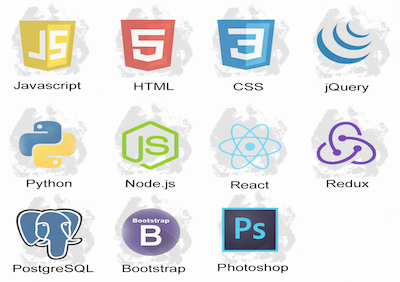 JS
5
3
Javascript
HTML
CSS
jQuery
JS
Python
Node.js
React
Redux
Bootstrap
B
Ps
PostgreSQL
Bootstrap
Photoshop